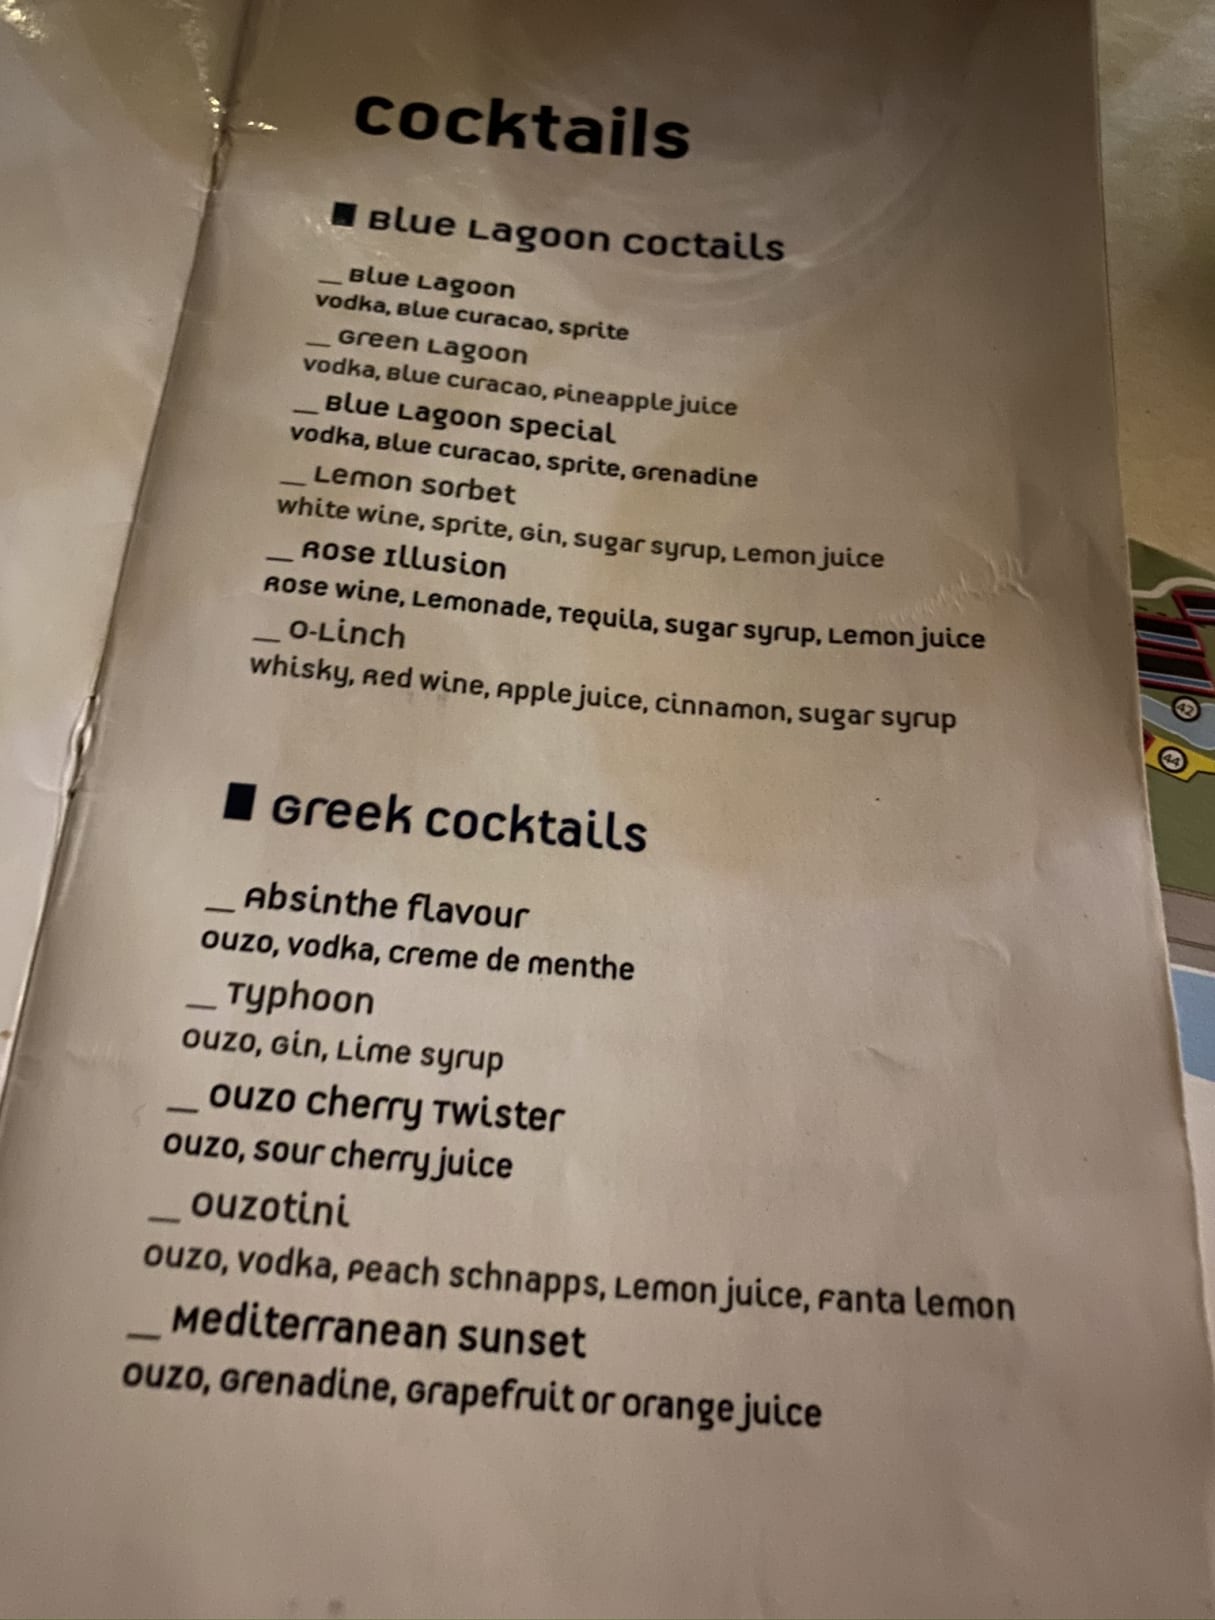 cocktails
Blue Lagoon coctails
_ Blue Lagoon
vodka, Blue curacao, sprite
_ Green Lagoon
vodka, Blue curacao, Pineapple juice
_ Blue Lagoon special
vodka, Blue curacao, sprite, Grenadine
_ Lemon sorbet
white wine, sprite, Gin, sugar syrup, Lemon juice
_ Rose Illusion
Rose wine, Lemonade, Tequila, sugar syrup, Lemon juice
_ O-Linch
whisky, Red wine, Apple juice, cinnamon, sugar syrup
Greek cocktails
_ Absinthe flavour
ouzo, vodka, creme de menthe
_ Typhoon
ouzo, Gin, Lime syrup
_ ouzo cherry Twister
ouzo, sour cherry juice
_ ouzotini
ouzo, vodka, Peach schnapps, Lemon juice, Fanta lemon
_ Mediterranean sunset
ouzo, Grenadine, Grapefruit or orange juice
42
44